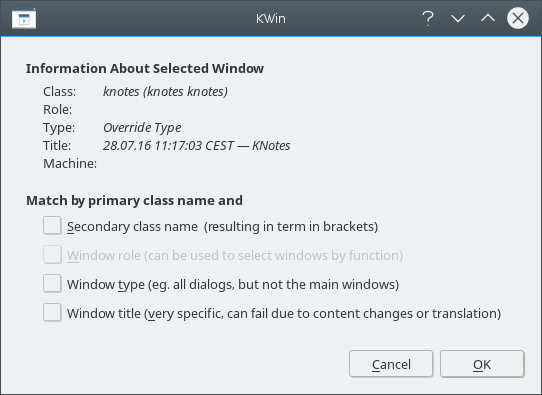 KWin
Information About Selected Window
Class: knotes (knotes knotes)
Role:
Type: Override Type
Title: 28.07.16 11:17:03 CEST — KNotes
Machine:
Match by primary class name and
Secondary class name (resulting in term in brackets)
Window role (can be used to select windows by function)
Window type (eg. all dialogs, but not the main windows)
Window title (very specific, can fail due to content changes or translation)
Cancel OK